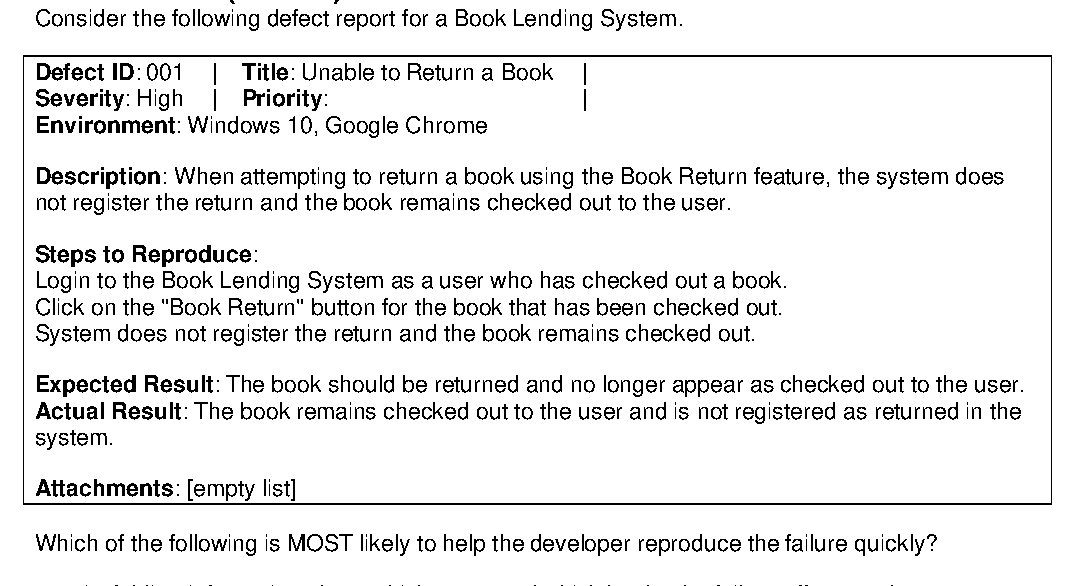 Consider the following defect report for a Book Lending System.
Defect ID: 001 | Title: Unable to Return a Book |
Severity: High | Priority: |
Environment: Windows 10, Google Chrome
Description: When attempting to return a book using the Book Return feature, the system does
not register the return and the book remains checked out to the user.
Steps to Reproduce:
Login to the Book Lending System as a user who has checked out a book.
Click on the "Book Return" button for the book that has been checked out.
System does not register the return and the book remains checked out.
Expected Result: The book should be returned and no longer appear as checked out to the user.
Actual Result: The book remains checked out to the user and is not registered as returned in the
system.
Attachments: [empty list]
Which of the following is MOST likely to help the developer reproduce the failure quickly?